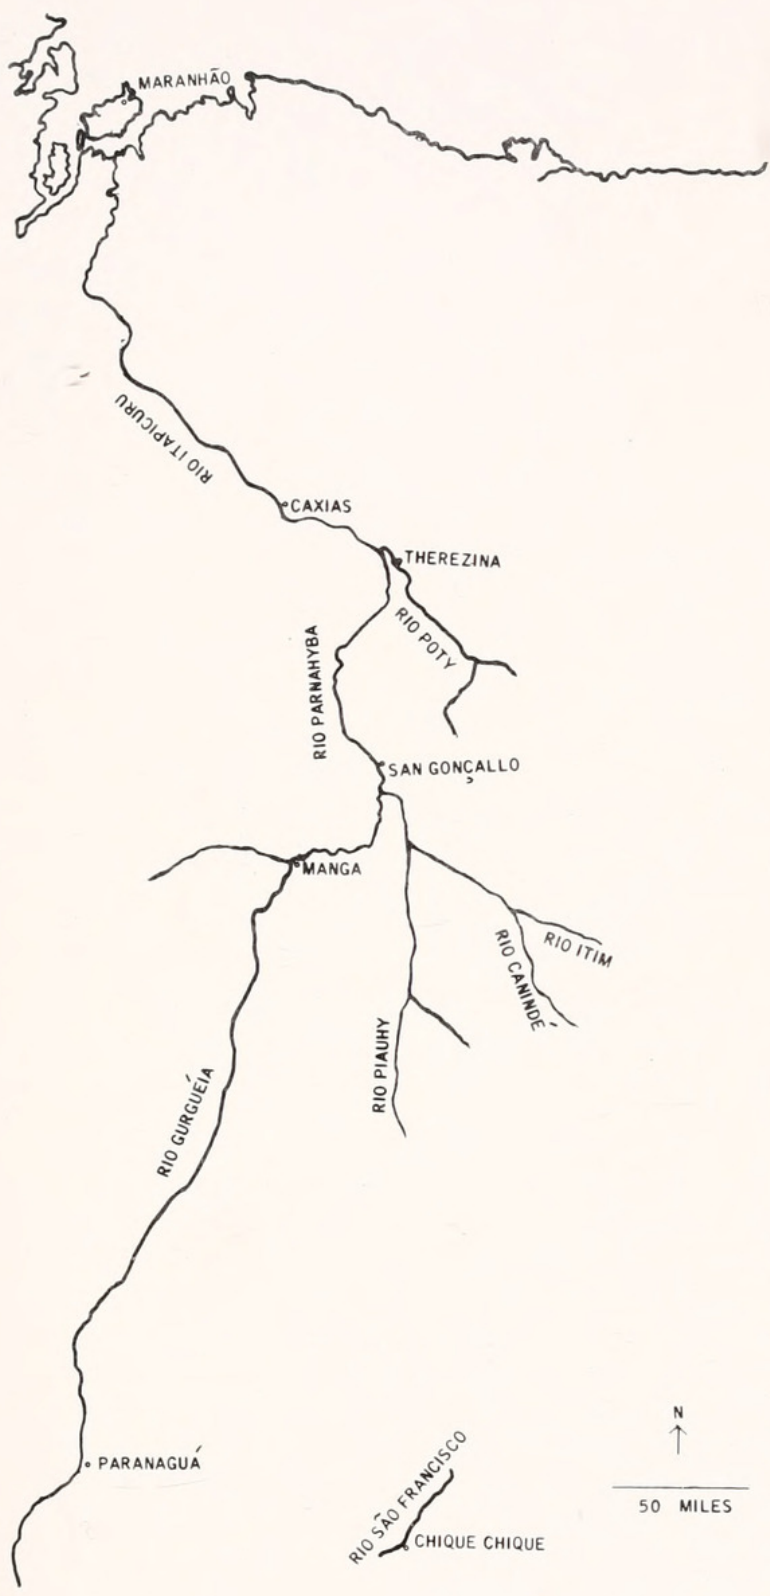 MARANHÃO
RIO ITAPICURU
CAXIAS
THEREZINA
RIO POTY
RIO PARNAHYBA
SAN GONÇALLO
MANGA
RIO ITIM
RIO CANINDÉ
RIO PIAUHY
RIO GURGUÉIA
PARANAGUÁ
N
RIO SÃO FRANCISCO
50 MILES
CHIQUE CHIQUE